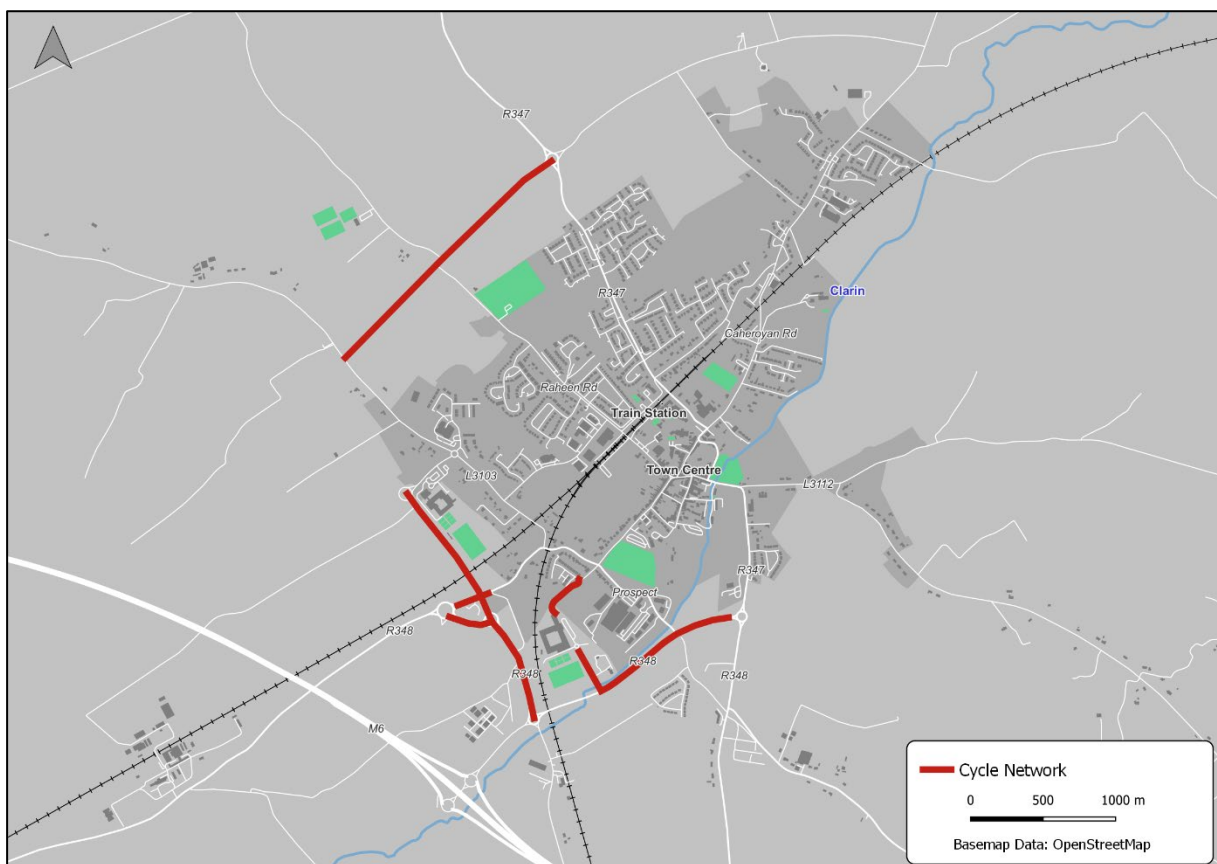 R347
Clarin
R347
Caheroyan Rd
Raheen Rd
Train Station
Town Centre
L3103
L3112
R347
Prospect
R348
R348
R348
R348
M6
Cycle Network
0 500 1000 m
Basemap Data: OpenStreetMap